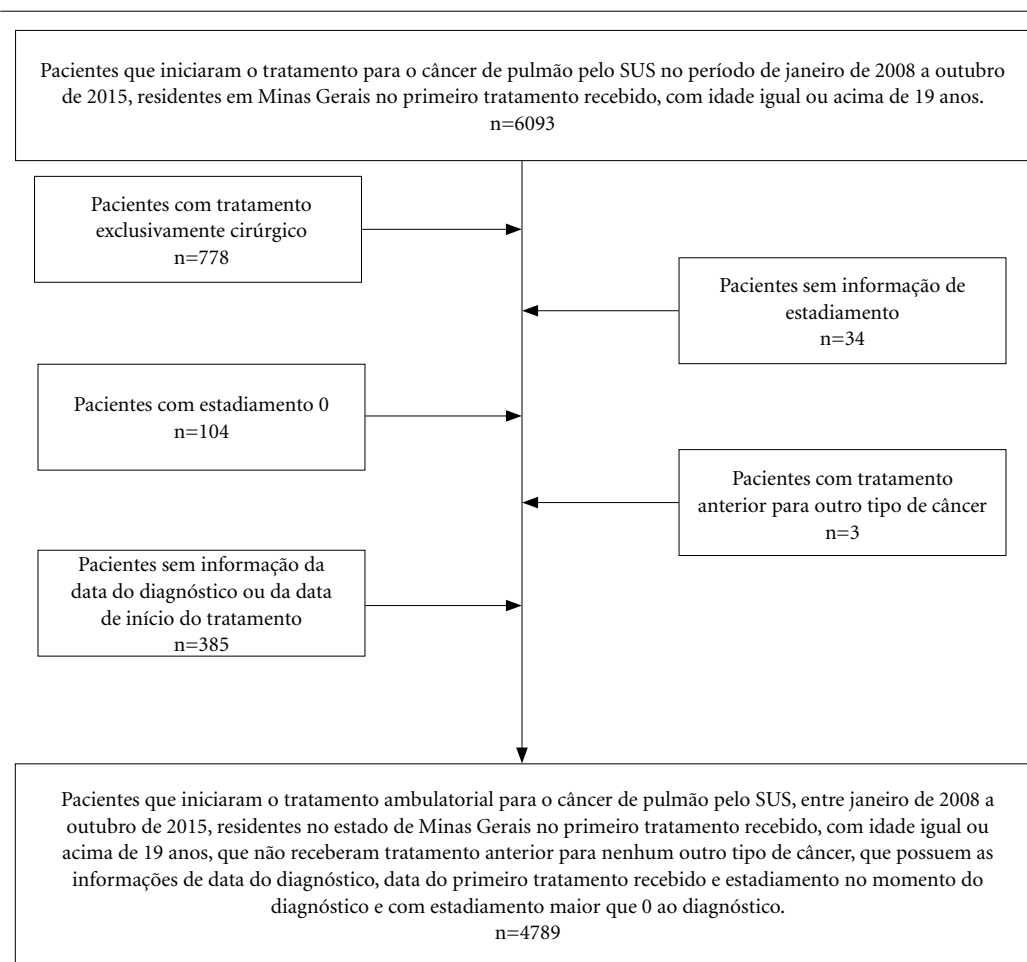 Pacientes que iniciaram o tratamento para o câncer de pulmão pelo SUS no período de janeiro de 2008 a outubro
de 2015, residentes em Minas Gerais no primeiro tratamento recebido, com idade igual ou acima de 19 anos.
n=6093
Pacientes com tratamento
exclusivamente cirúrgico
n=778
Pacientes sem informação de
estadiamento
n=34
Pacientes com estadiamento 0
n=104
Pacientes com tratamento
anterior para outro tipo de câncer
n=3
Pacientes sem informação da
data do diagnóstico ou da data
de início do tratamento
n=385
Pacientes que iniciaram o tratamento ambulatorial para o câncer de pulmão pelo SUS, entre janeiro de 2008 a
outubro de 2015, residentes no estado de Minas Gerais no primeiro tratamento recebido, com idade igual ou
acima de 19 anos, que não receberam tratamento anterior para nenhum outro tipo de câncer, que possuem as
informações de data do diagnóstico, data do primeiro tratamento recebido e estadiamento no momento do
diagnóstico e com estadiamento maior que 0 ao diagnóstico.
n=4789